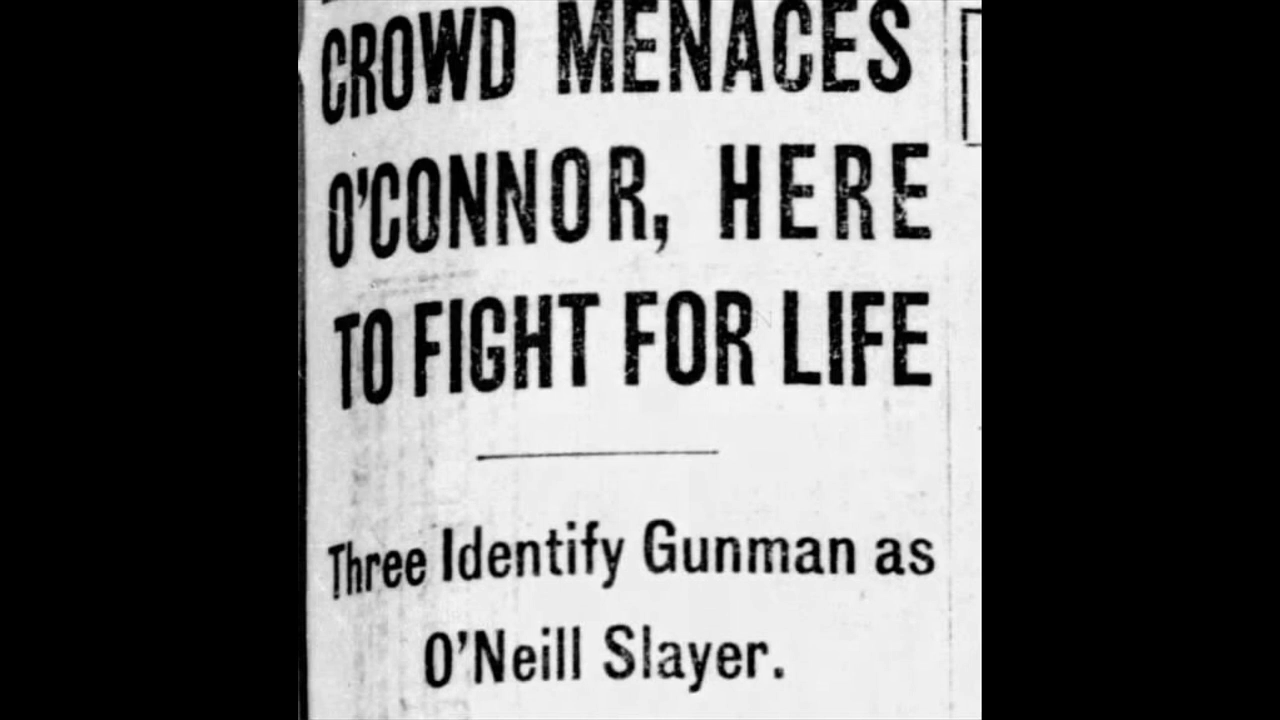 CROWD MENACES
O'CONNOR, HERE
TO FIGHT FOR LIFE
Three Identify Gunman as
O'Neill Slayer.